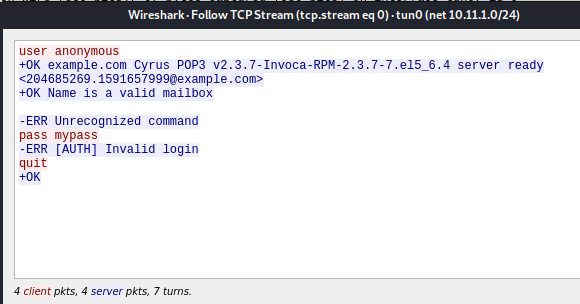 Wireshark · Follow TCP Stream (tcp.stream eq 0) · tun0 (net 10.11.1.0/24)
user anonymous
+OK example.com Cyrus POP3 v2.3.7-Invoca-RPM-2.3.7-7.el5_6.4 server ready
<204685269.1591657999@example.com>
+OK Name is a valid mailbox
-ERR Unrecognized command
pass mypass
-ERR [AUTH] Invalid login
quit
+OK
4 client pkts, 4 server pkts, 7 turns.